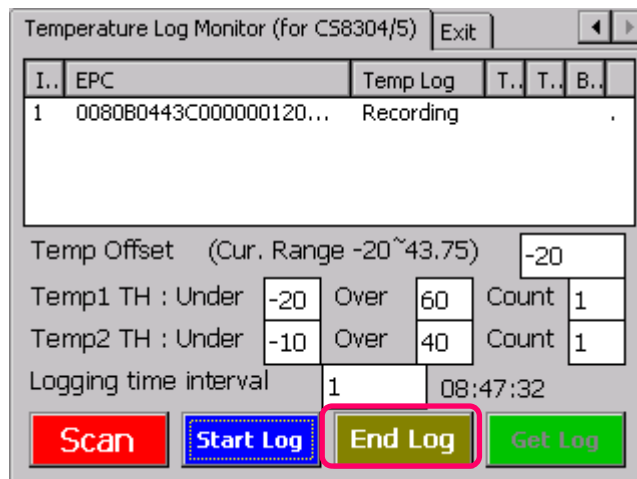 Temperature Log Monitor (for CS8304/5) Exit
I.. EPC Temp Log T.. T.. B..
1 0080B0443C000000120... Recording .
Temp Offset (Cur. Range -20~43.75) -20
Temp1 TH : Under -20 Over 60 Count 1
Temp2 TH : Under -10 Over 40 Count 1
Logging time interval 1 08:47:32
Scan Start Log End Log Get Log